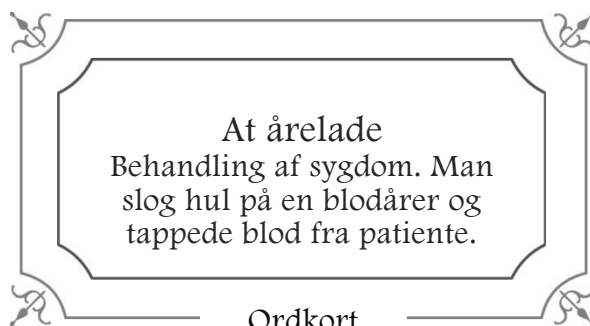 At årelade
Behandling af sygdom. Man
slog hul på en blodårer og
tappede blod fra patiente.
Ordkort